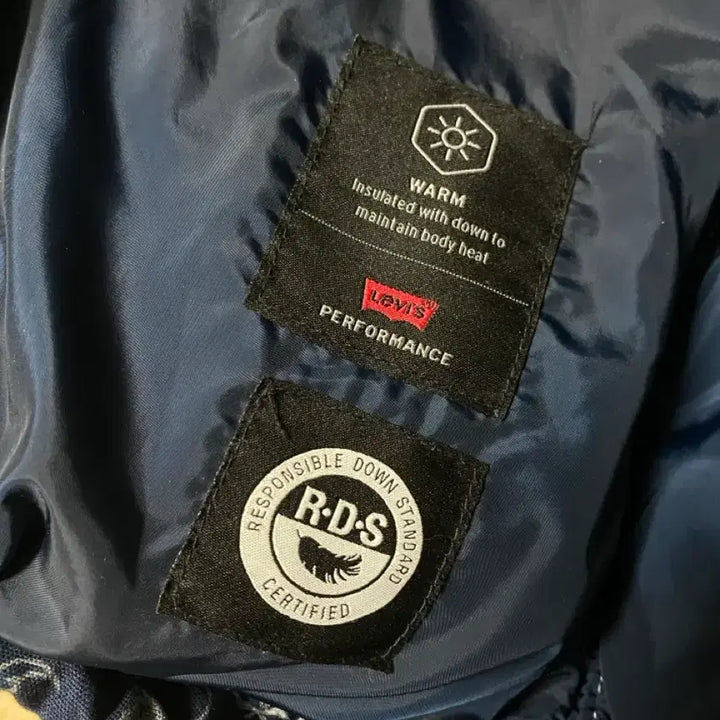 WARM
Insulated with down to
maintain body heat
Levi's
PERFORMANCE
RESPONSIBLE DOWN STANDARD
R·D·S
CERTIFIED